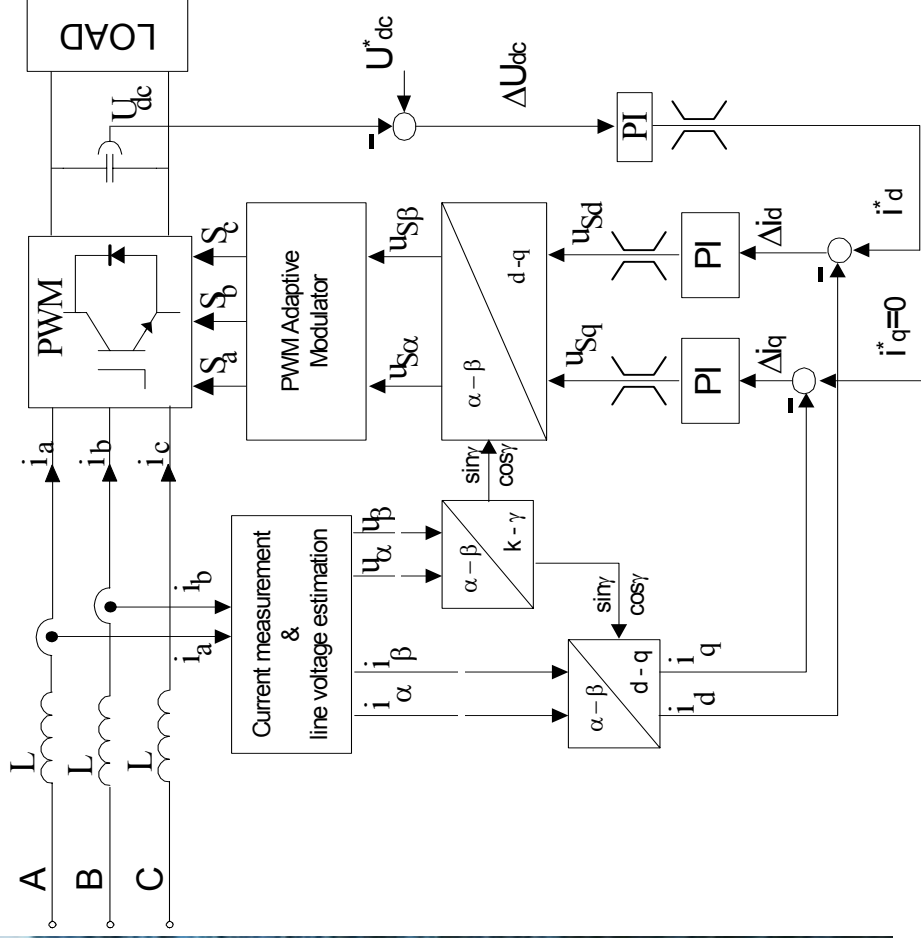 LOAD
U*dc
Udc
ΔUdc
PWM
PI
Sa
Sb
Sc
PWM Adaptive
Modulator
uSα
uSβ
α – β
d - q
uSq
uSd
PI
PI
Δiq
Δid
i*d
i*q=0
ia
ib
ic
sinγ
cosγ
uα
uβ
α – β
k - γ
sinγ
cosγ
ia
ib
Current measurement
&
line voltage estimation
iα
iβ
α – β
d - q
id
iq
L
L
L
A
B
C